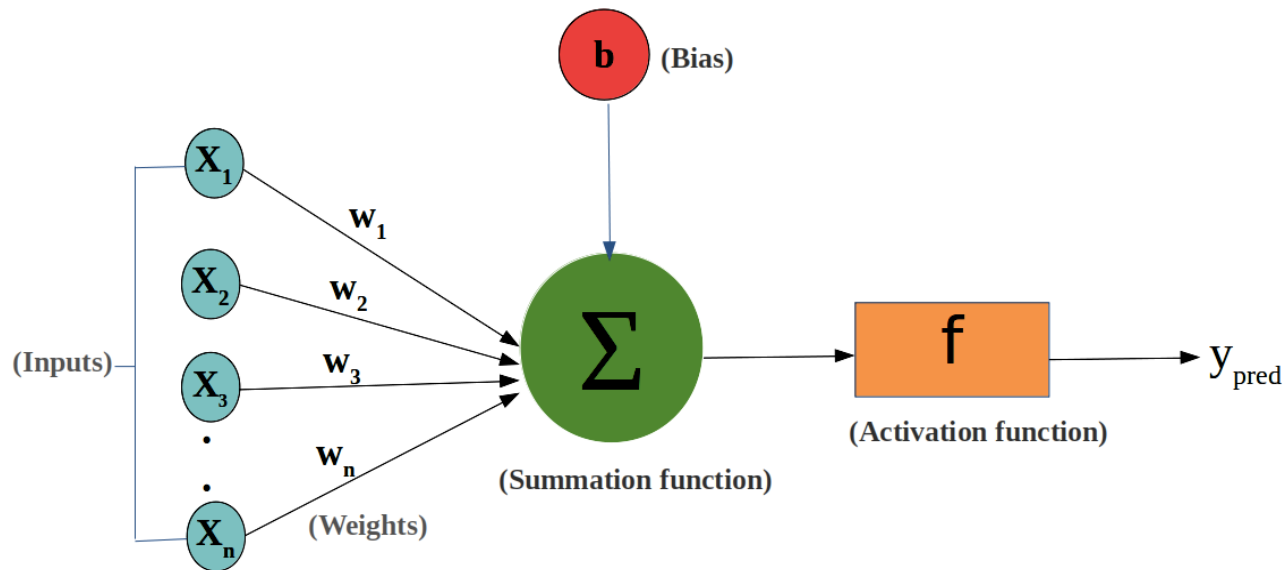 b (Bias)
X1
w1
X2
w2
(Inputs)
w3
X3
.
.
wn
Xn
(Weights)
Σ
(Summation function)
f
(Activation function)
ypred